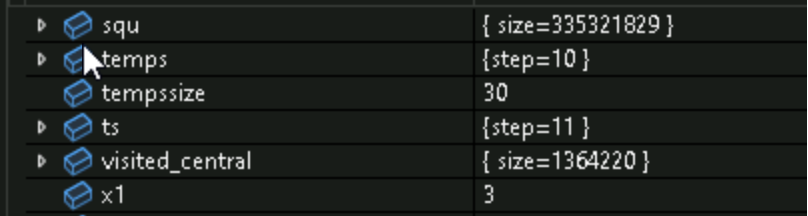 squ { size=335321829 }
temps {step=10 }
tempssize 30
ts {step=11 }
visited_central { size=1364220 }
x1 3